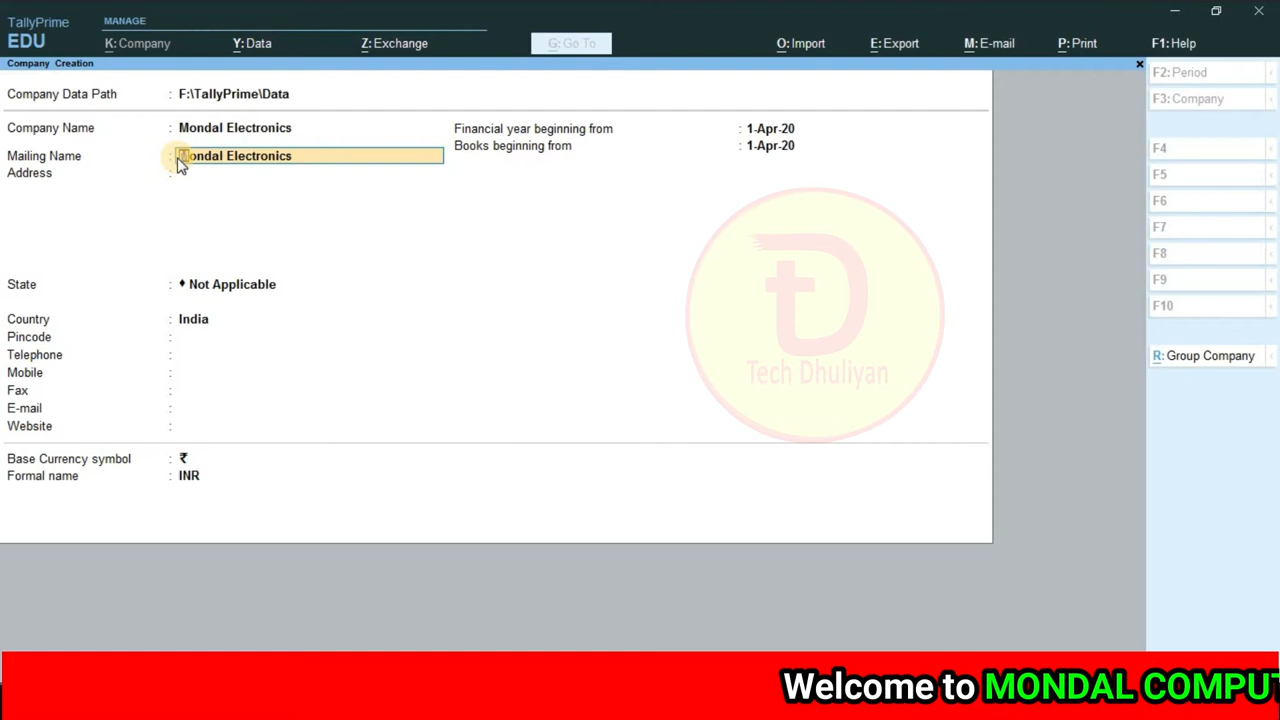 TallyPrime
EDU
MANAGE
K: Company
Y: Data
Z: Exchange
G: Go To
O: Import
E: Export
M: E-mail
P: Print
F1: Help
Company Creation
Company Data Path : F:\TallyPrime\Data
Company Name : Mondal Electronics
Mailing Name : Mondal Electronics
Address :
Financial year beginning from : 1-Apr-20
Books beginning from : 1-Apr-20
State : ♦ Not Applicable
Country : India
Pincode :
Telephone :
Mobile :
Fax :
E-mail :
Website :
Base Currency symbol : ₹
Formal name : INR
Tech Dhuliyan
F2: Period
F3: Company
F4
F5
F6
F7
F8
F9
F10
R: Group Company
Welcome to MONDAL COMPUT